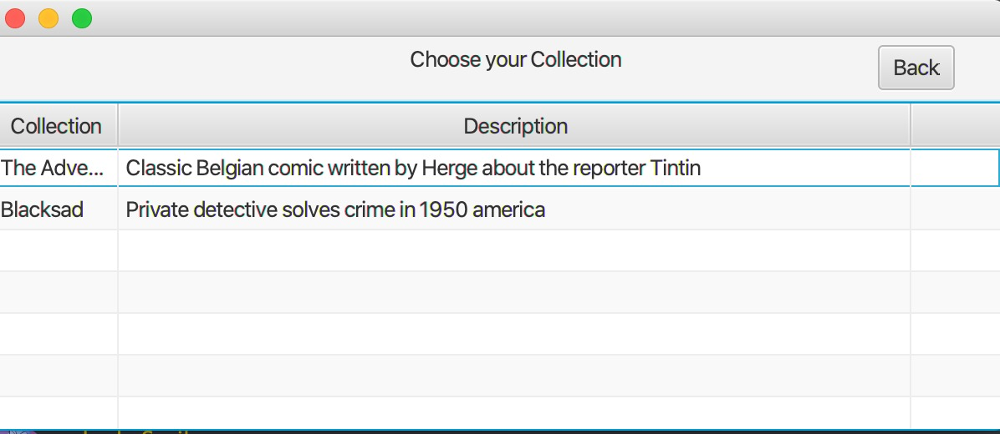 Choose your Collection
Back
Collection Description
The Adve... Classic Belgian comic written by Herge about the reporter Tintin
Blacksad Private detective solves crime in 1950 america